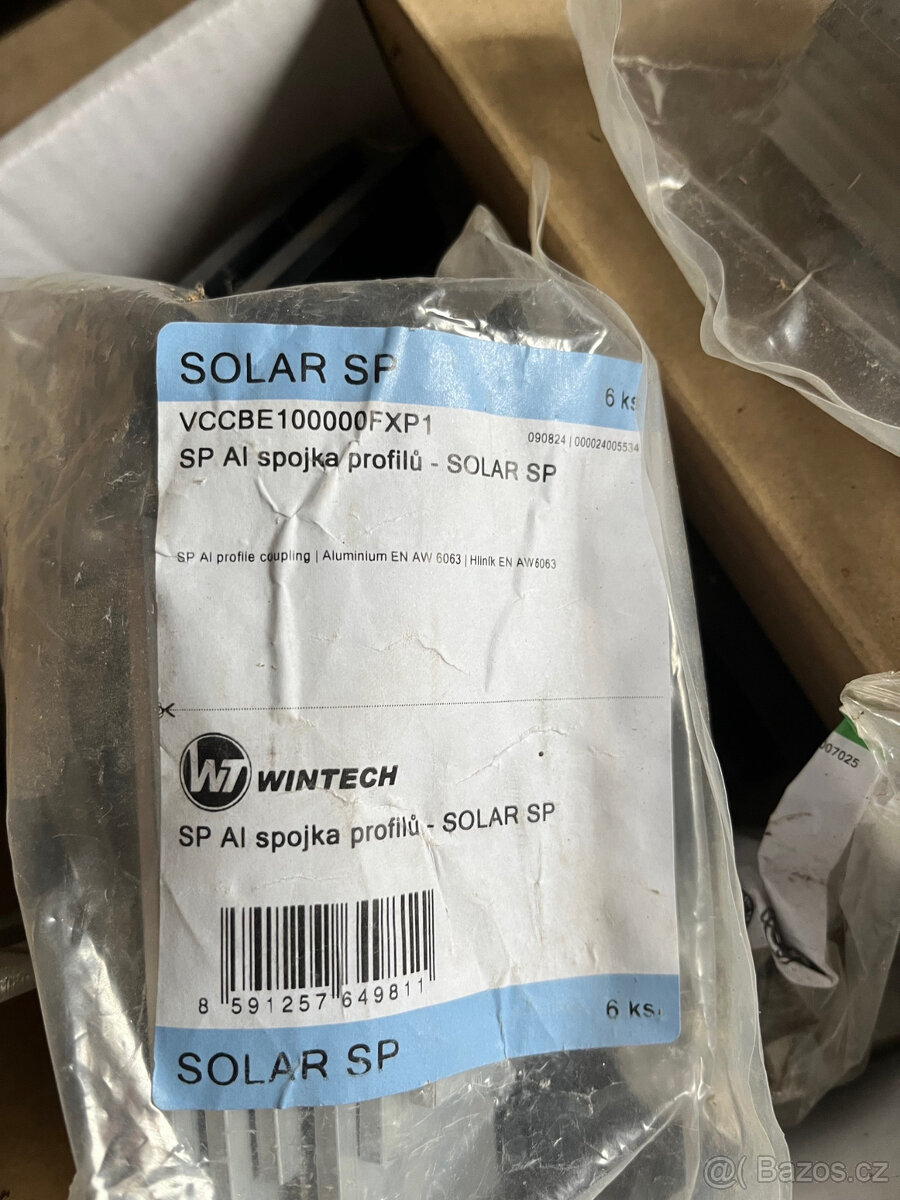 SOLAR SP
6 ks
VCCBE100000FXP1
090824 | 000024005534
SP Al spojka profilů - SOLAR SP
SP Al profile coupling | Aluminium EN AW 6063 | Hliník EN AW 6063
WT WINTECH
SP Al spojka profilů - SOLAR SP
8 591257 649811
6 ks.
SOLAR SP
007025
@( Bazos.cz